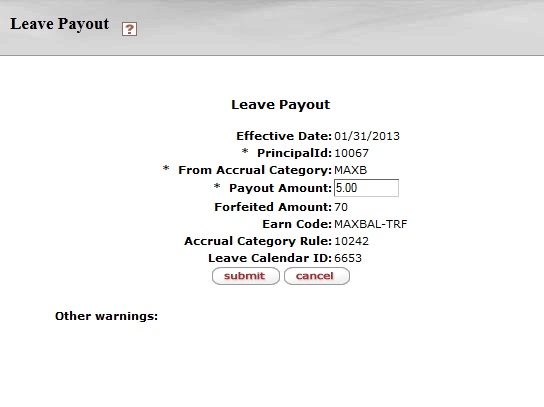 Leave Payout ?
Leave Payout
Effective Date: 01/31/2013
* PrincipalId: 10067
* From Accrual Category: MAXB
* Payout Amount: 5.00
Forfeited Amount: 70
Earn Code: MAXBAL-TRF
Accrual Category Rule: 10242
Leave Calendar ID: 6653
submit cancel
Other warnings: